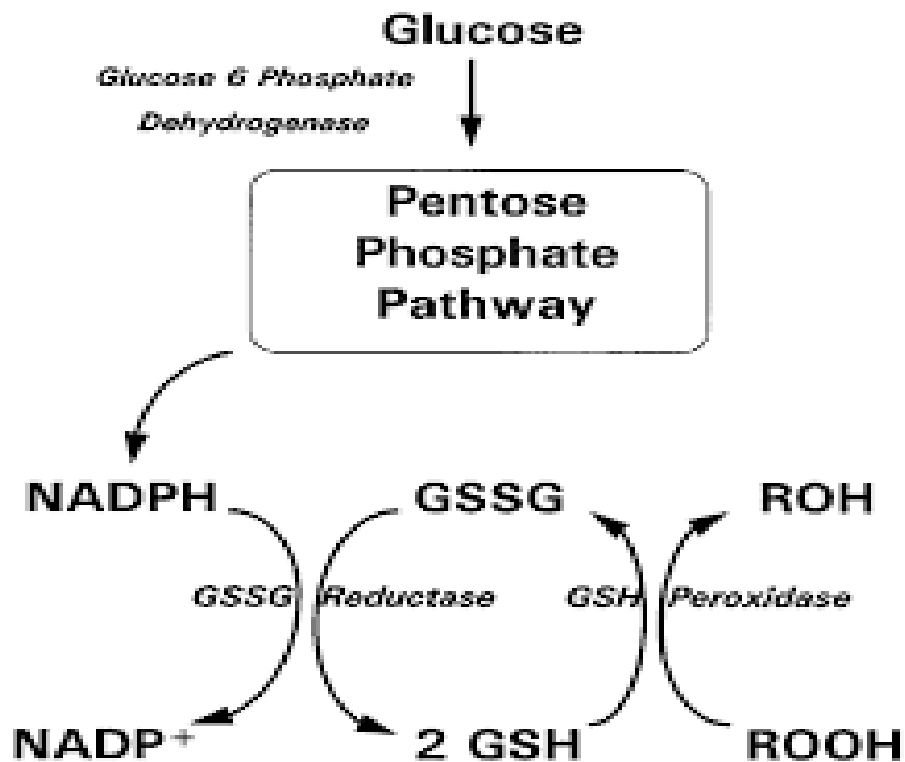 Glucose
Glucose 6 Phosphate
Dehydrogenase
Pentose
Phosphate
Pathway
NADPH GSSG ROH
GSSG Reductase GSH Peroxidase
NADP+ 2 GSH ROOH